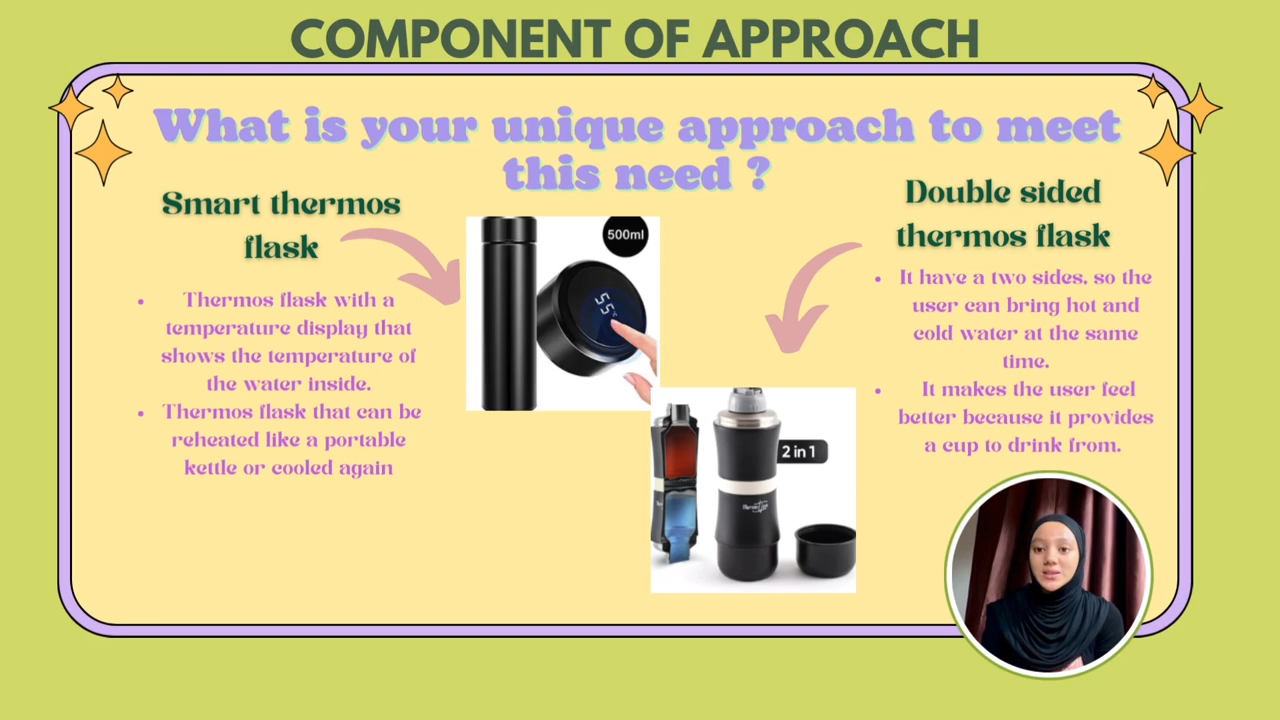 COMPONENT OF APPROACH
What is your unique approach to meet
this need ?
Smart thermos
flask
• Thermos flask with a
temperature display that
shows the temperature of
the water inside.
• Thermos flask that can be
reheated like a portable
kettle or cooled again
500ml
55°C
2 in 1
Double sided
thermos flask
• It have a two sides, so the
user can bring hot and
cold water at the same
time.
• It makes the user feel
better because it provides
a cup to drink from.